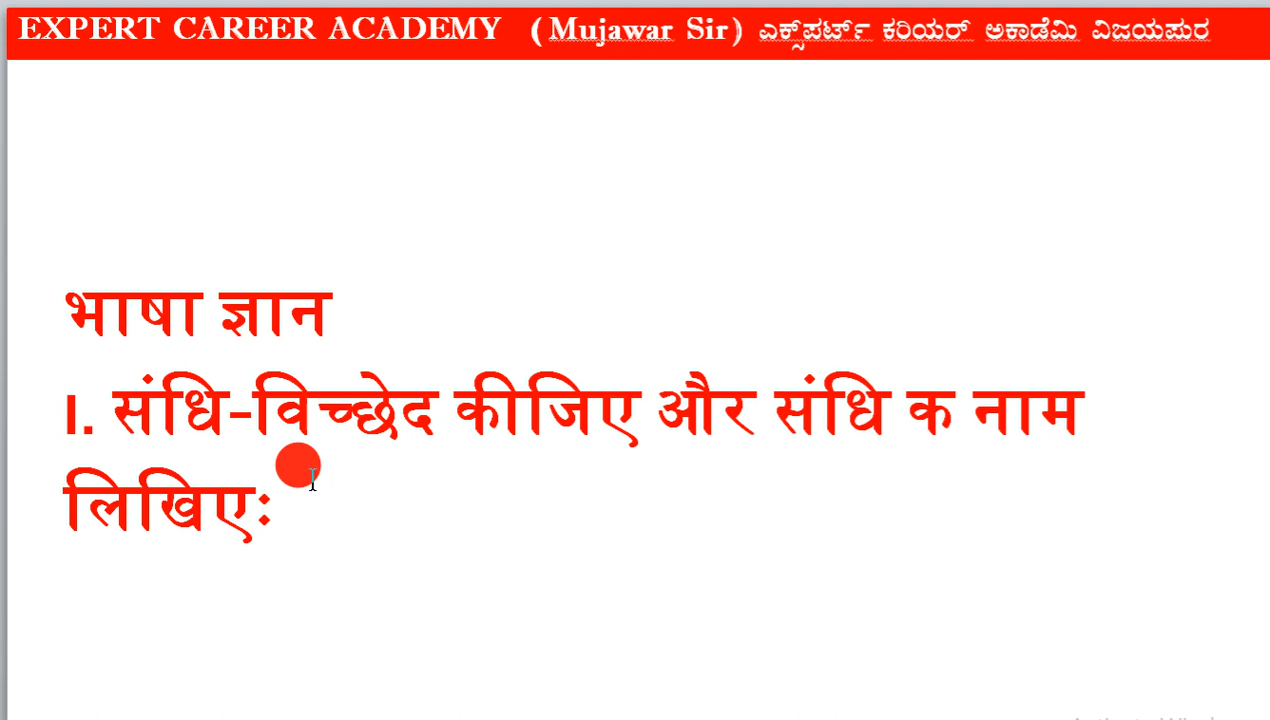 EXPERT CAREER ACADEMY (Mujawar Sir) ಎಕ್ಸ್‌ಪರ್ಟ್ ಕರಿಯರ್ ಅಕಾಡೆಮಿ ವಿಜಯಪುರ
भाषा ज्ञान
I. संधि-विच्छेद कीजिए और संधि क नाम
लिखिए: